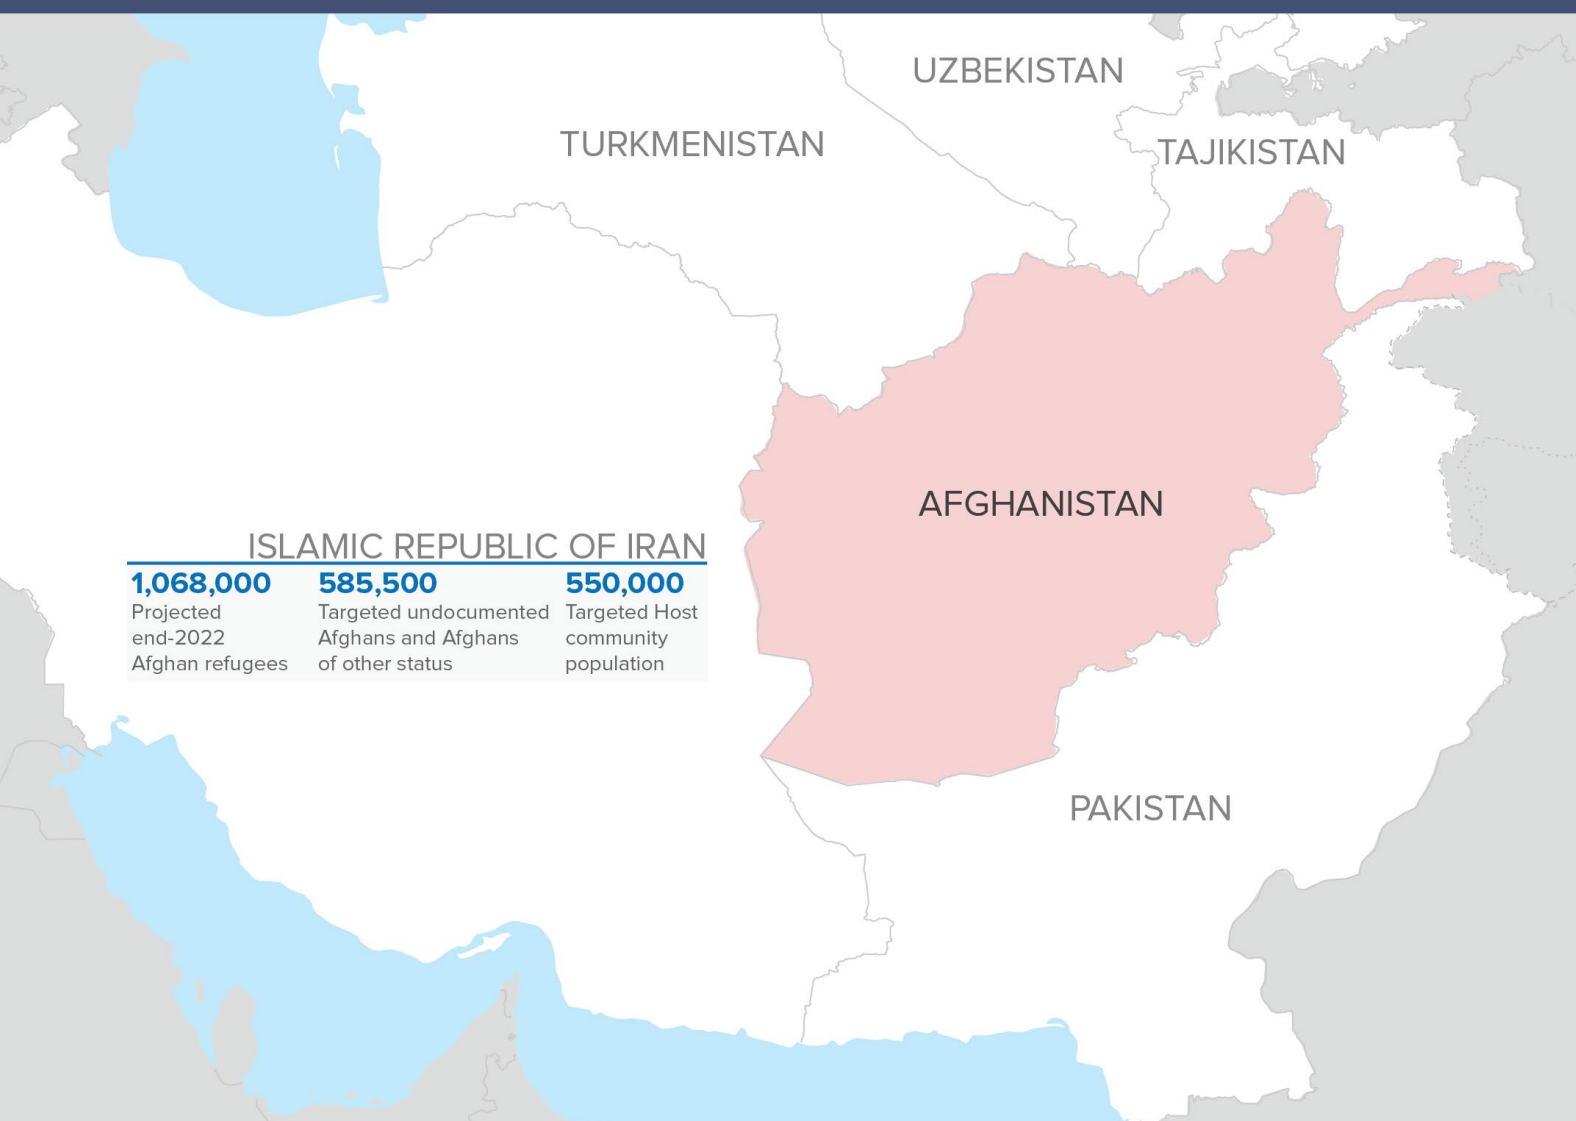 UZBEKISTAN
TURKMENISTAN
TAJIKISTAN
AFGHANISTAN
ISLAMIC REPUBLIC OF IRAN
1,068,000
Projected
end-2022
Afghan refugees
585,500
Targeted undocumented
Afghans and Afghans
of other status
550,000
Targeted Host
community
population
PAKISTAN